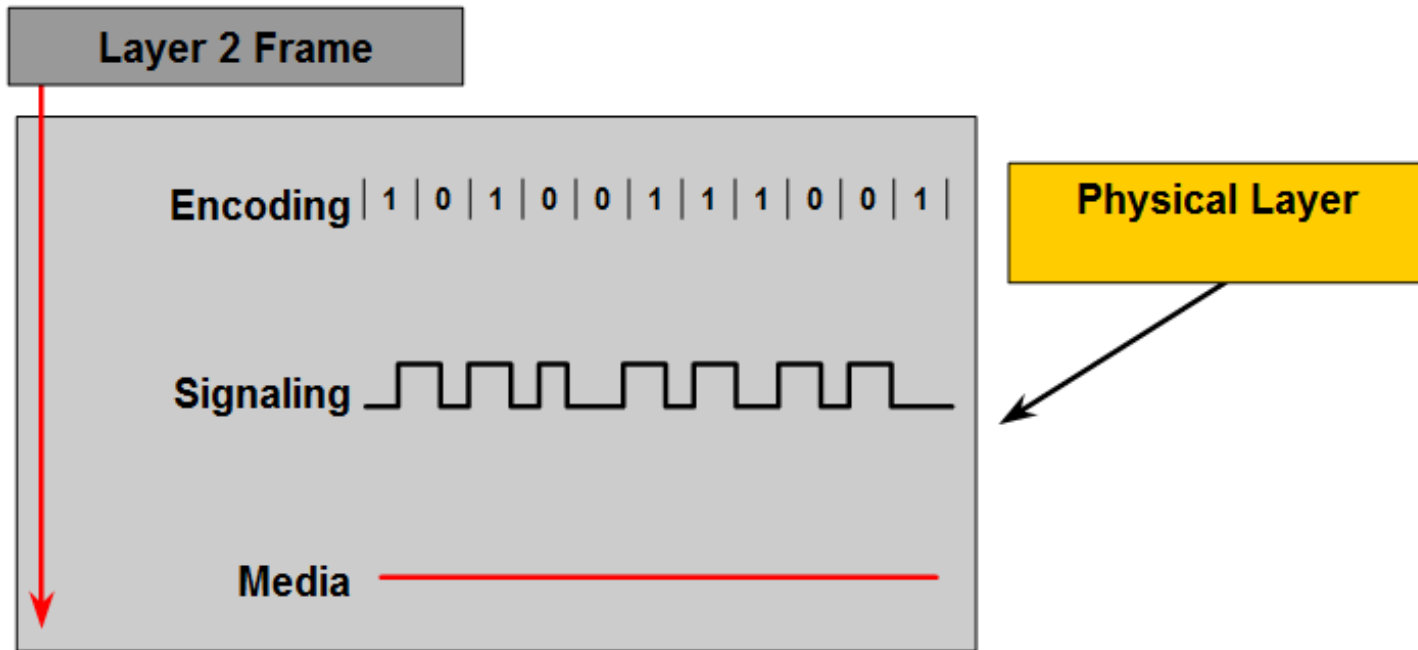 Layer 2 Frame
Encoding | 1 | 0 | 1 | 0 | 0 | 1 | 1 | 1 | 0 | 0 | 1 |
Physical Layer
Signaling
Media